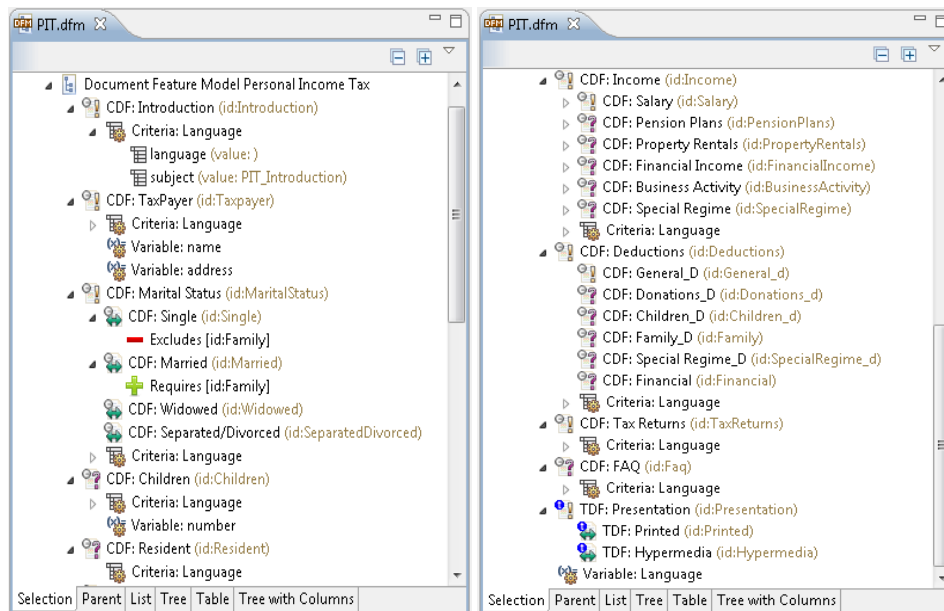 PIT.dfm
Document Feature Model Personal Income Tax
CDF: Introduction (id:Introduction)
Criteria: Language
language (value: )
subject (value: PIT_Introduction)
CDF: TaxPayer (id:Taxpayer)
Criteria: Language
Variable: name
Variable: address
CDF: Marital Status (id:MaritalStatus)
CDF: Single (id:Single)
Excludes [id:Family]
CDF: Married (id:Married)
Requires [id:Family]
CDF: Widowed (id:Widowed)
CDF: Separated/Divorced (id:SeparatedDivorced)
Criteria: Language
CDF: Children (id:Children)
Criteria: Language
Variable: number
CDF: Resident (id:Resident)
Criteria: Language
Selection Parent List Tree Table Tree with Columns
PIT.dfm
CDF: Income (id:Income)
CDF: Salary (id:Salary)
CDF: Pension Plans (id:PensionPlans)
CDF: Property Rentals (id:PropertyRentals)
CDF: Financial Income (id:FinancialIncome)
CDF: Business Activity (id:BusinessActivity)
CDF: Special Regime (id:SpecialRegime)
Criteria: Language
CDF: Deductions (id:Deductions)
CDF: General_D (id:General_d)
CDF: Donations_D (id:Donations_d)
CDF: Children_D (id:Children_d)
CDF: Family_D (id:Family)
CDF: Special Regime_D (id:SpecialRegime_d)
CDF: Financial (id:Financial)
Criteria: Language
CDF: Tax Returns (id:TaxReturns)
Criteria: Language
CDF: FAQ (id:Faq)
Criteria: Language
TDF: Presentation (id:Presentation)
TDF: Printed (id:Printed)
TDF: Hypermedia (id:Hypermedia)
Variable: Language
Selection Parent List Tree Table Tree with Columns